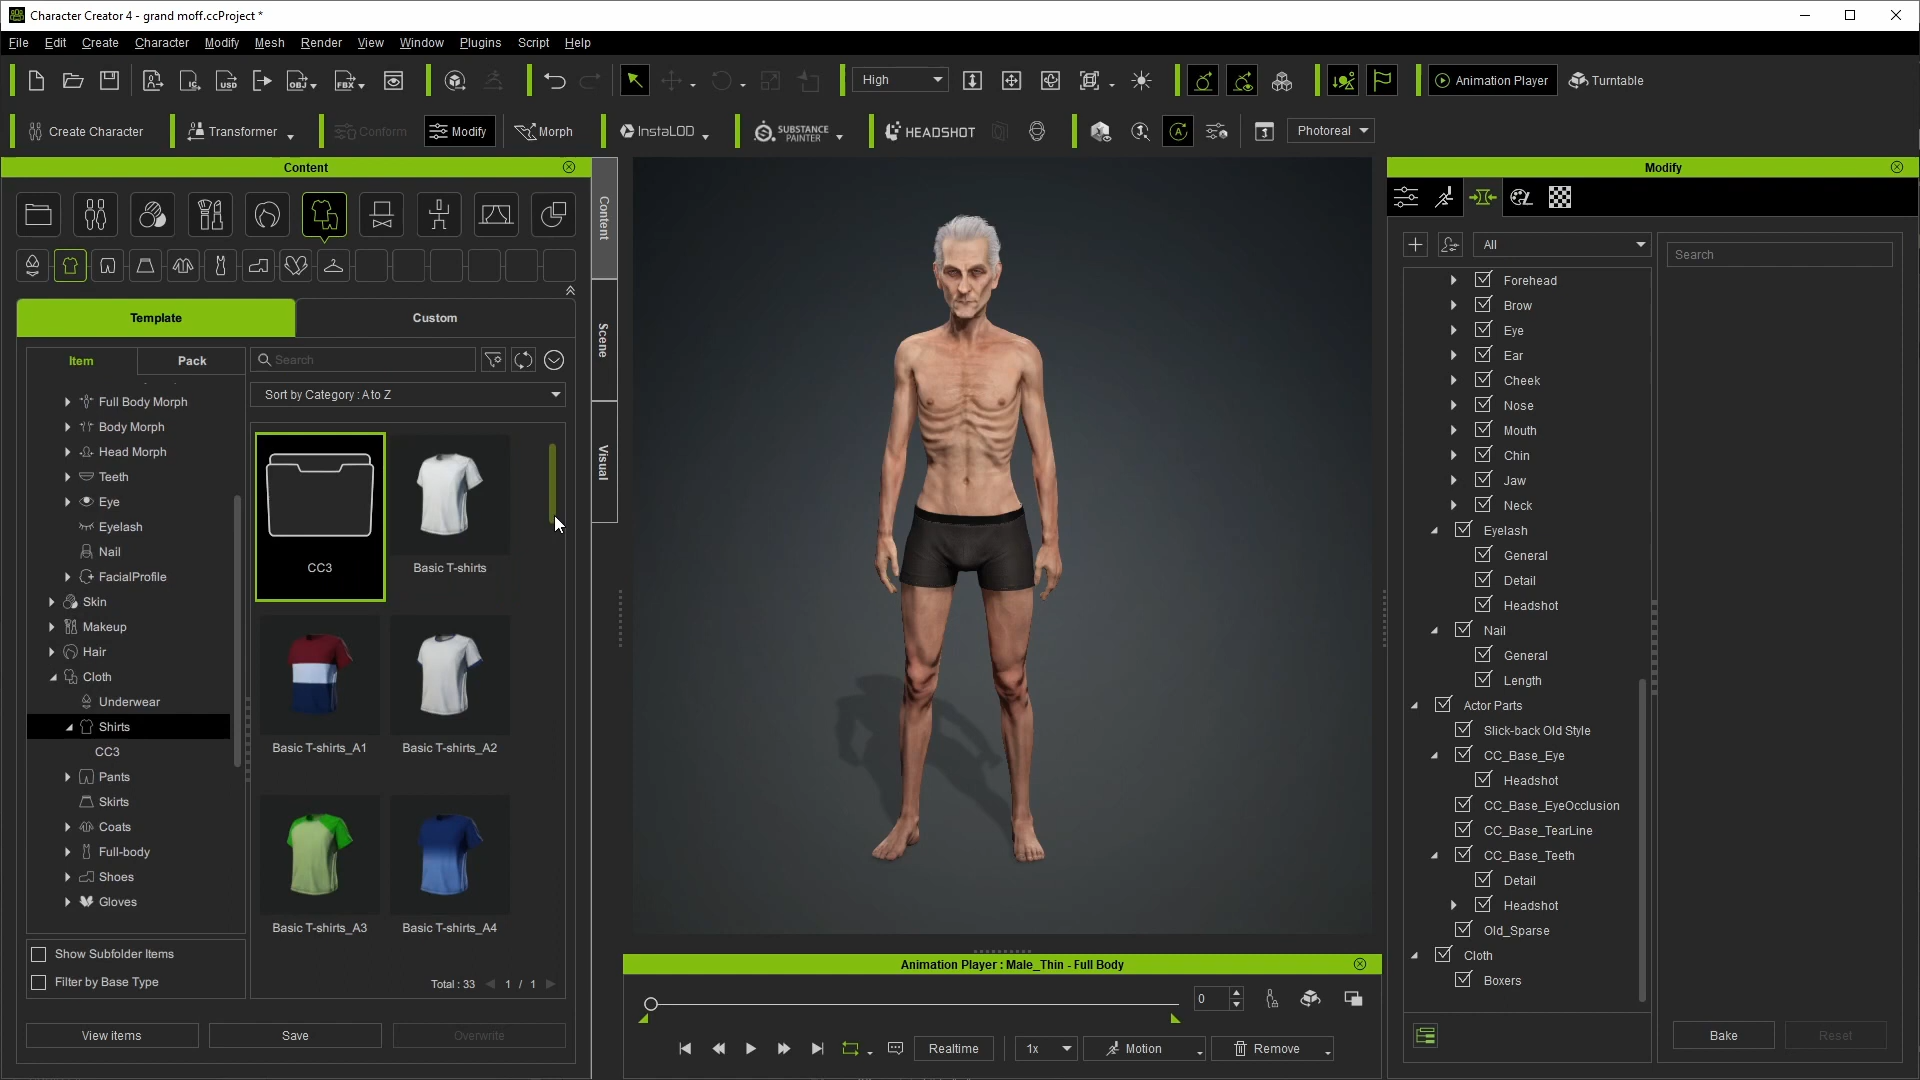 Character Creator 4 - grand moff.ccProject *
File Edit Create Character Modify Mesh Render View Window Plugins Script Help
High
Animation Player
Turntable
Create Character
Transformer
Conform
Modify
Morph
InstaLOD
SUBSTANCE
PAINTER
HEADSHOT
Photoreal
Content
Template
Custom
Item
Pack
Search
Sort by Category : A to Z
Full Body Morph
Body Morph
Head Morph
Teeth
Eye
Eyelash
Nail
FacialProfile
Skin
Makeup
Hair
Cloth
Underwear
Shirts
CC3
Pants
Skirts
Coats
Full-body
Shoes
Gloves
CC3
Basic T-shirts
Basic T-shirts_A1
Basic T-shirts_A2
Basic T-shirts_A3
Basic T-shirts_A4
Show Subfolder Items
Filter by Base Type
Total : 33
1 / 1
View items
Save
Overwrite
Content
Scene
Visual
Animation Player : Male_Thin - Full Body
0
Realtime
1x
Motion
Remove
Modify
All
Search
Forehead
Brow
Eye
Ear
Cheek
Nose
Mouth
Chin
Jaw
Neck
Eyelash
General
Detail
Headshot
Nail
General
Length
Actor Parts
Slick-back Old Style
CC_Base_Eye
Headshot
CC_Base_EyeOcclusion
CC_Base_TearLine
CC_Base_Teeth
Detail
Headshot
Old_Sparse
Cloth
Boxers
Bake
Reset